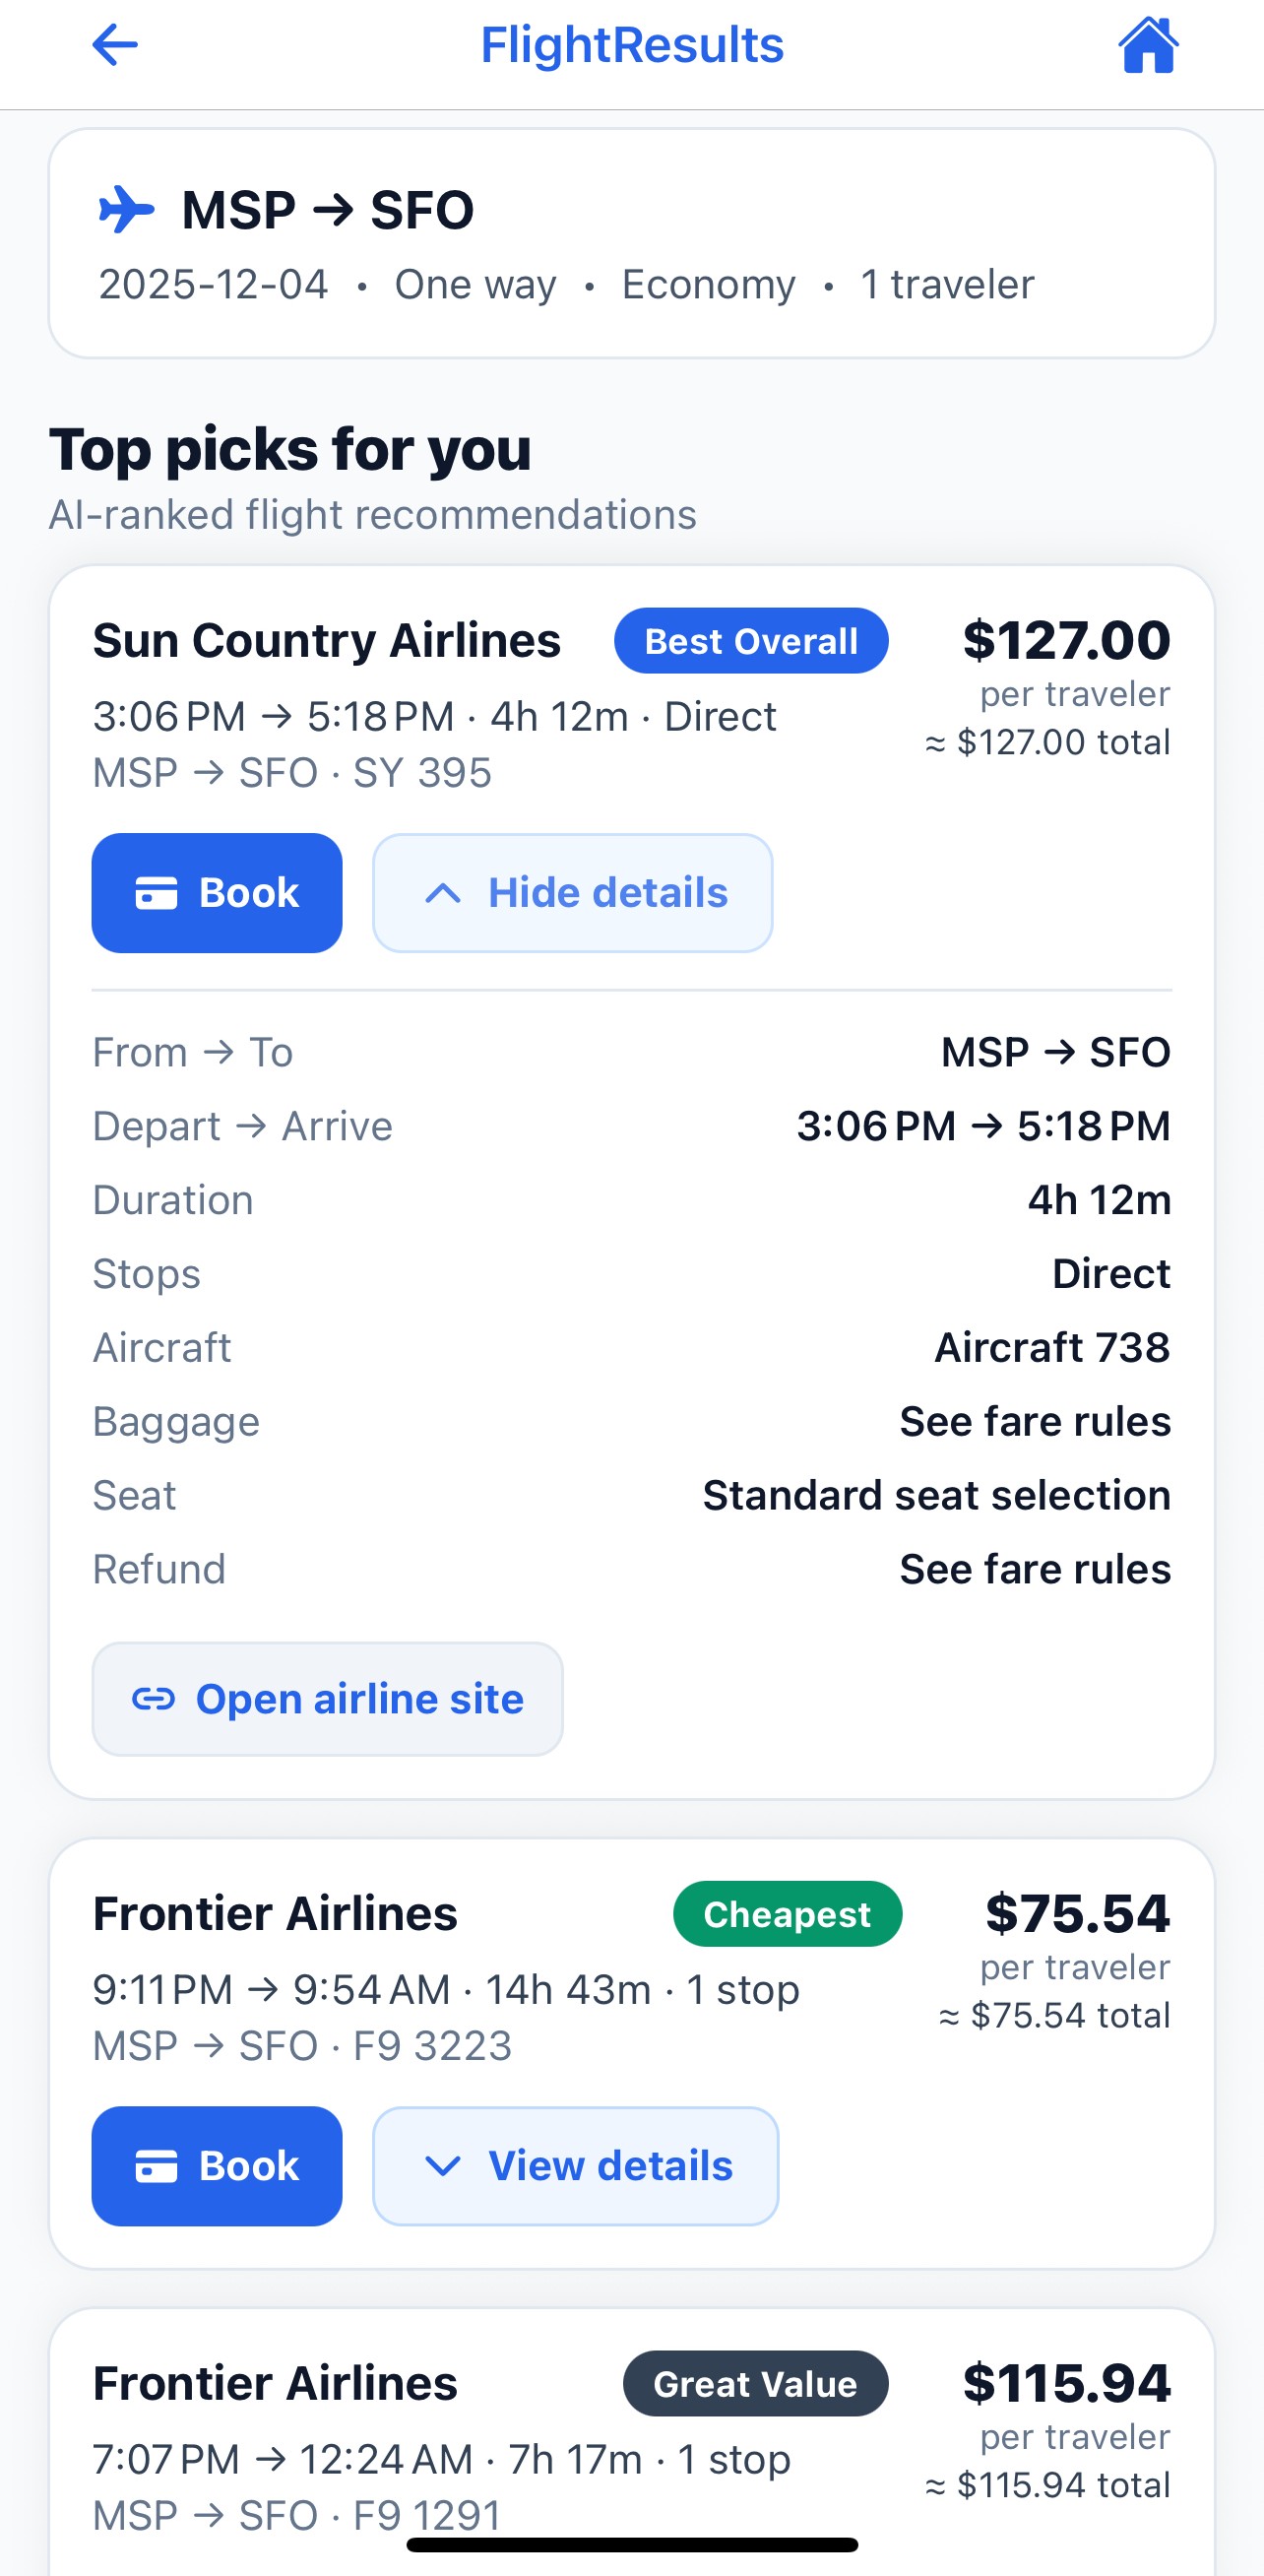 FlightResults
MSP → SFO
2025-12-04 • One way • Economy • 1 traveler
Top picks for you
AI-ranked flight recommendations
Sun Country Airlines Best Overall $127.00
per traveler
3:06 PM → 5:18 PM · 4h 12m · Direct
≈ $127.00 total
MSP → SFO · SY 395
Book Hide details
From → To MSP → SFO
Depart → Arrive 3:06 PM → 5:18 PM
Duration 4h 12m
Stops Direct
Aircraft Aircraft 738
Baggage See fare rules
Seat Standard seat selection
Refund See fare rules
Open airline site
Frontier Airlines Cheapest $75.54
per traveler
9:11 PM → 9:54 AM · 14h 43m · 1 stop
≈ $75.54 total
MSP → SFO · F9 3223
Book View details
Frontier Airlines Great Value $115.94
per traveler
7:07 PM → 12:24 AM · 7h 17m · 1 stop
≈ $115.94 total
MSP → SFO · F9 1291